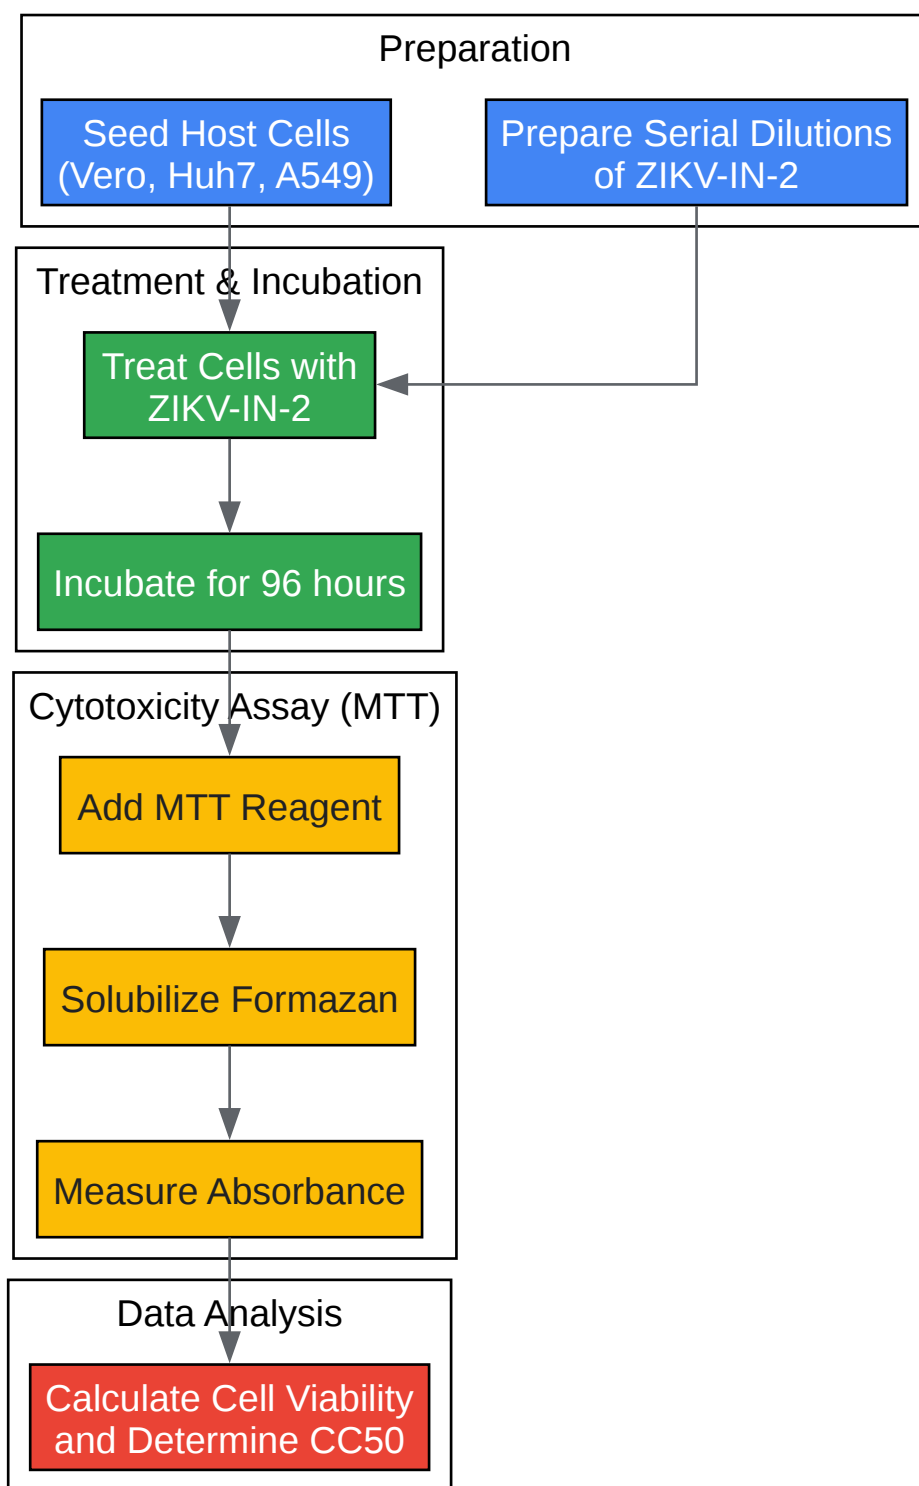 Preparation
Seed Host Cells
(Vero, Huh7, A549)
Prepare Serial Dilutions
of ZIKV-IN-2
Treatment & Incubation
Treat Cells with
ZIKV-IN-2
Incubate for 96 hours
Cytotoxicity Assay (MTT)
Add MTT Reagent
Solubilize Formazan
Measure Absorbance
Data Analysis
Calculate Cell Viability
and Determine CC50